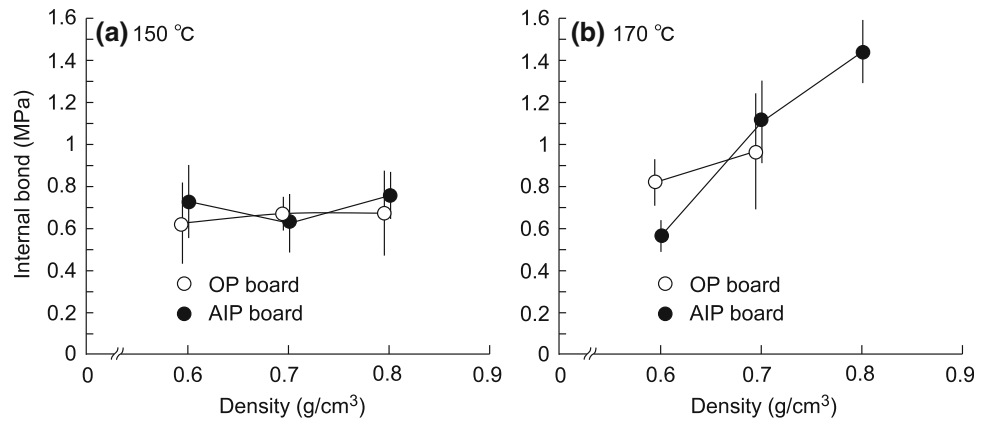 (a) 150 °C
1.6
1.4
1.2
1
0.8
0.6
0.4
0.2
0
Internal bond (MPa)
OP board
AIP board
0 0.6 0.7 0.8 0.9
Density (g/cm³)
(b) 170 °C
1.6
1.4
1.2
1
0.8
0.6
0.4
0.2
0
OP board
AIP board
0 0.6 0.7 0.8 0.9
Density (g/cm³)